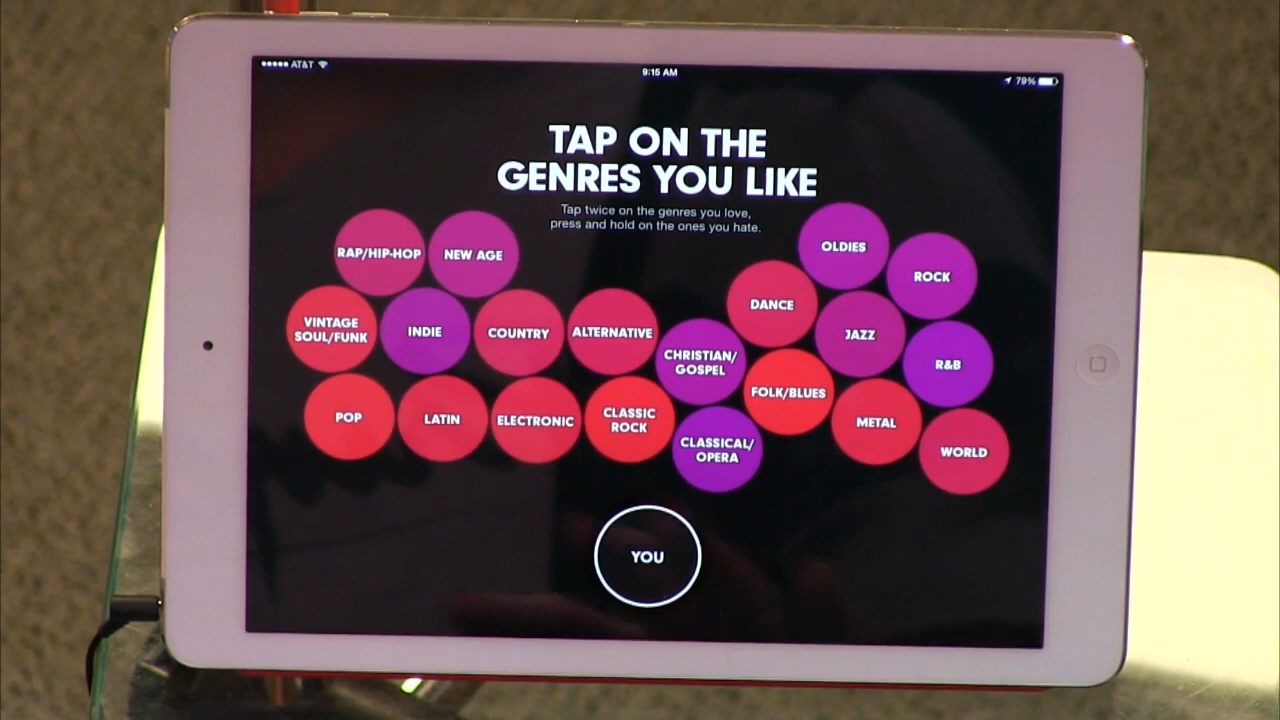 AT&T
9:15 AM
79%
TAP ON THE
GENRES YOU LIKE
Tap twice on the genres you love,
press and hold on the ones you hate.
RAP/HIP-HOP
NEW AGE
OLDIES
ROCK
VINTAGE
SOUL/FUNK
INDIE
COUNTRY
ALTERNATIVE
CHRISTIAN/
GOSPEL
DANCE
JAZZ
R&B
POP
LATIN
ELECTRONIC
CLASSIC
ROCK
CLASSICAL/
OPERA
FOLK/BLUES
METAL
WORLD
YOU